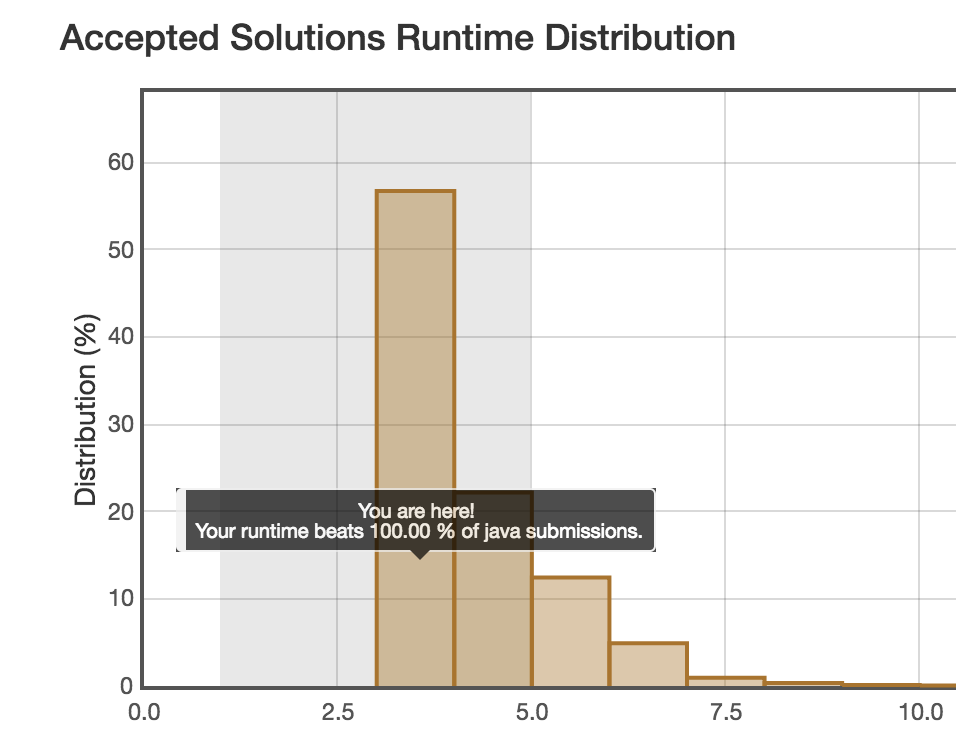 Accepted Solutions Runtime Distribution
60
50
40
30
20
10
0
Distribution (%)
You are here!
Your runtime beats 100.00 % of java submissions.
0.0 2.5 5.0 7.5 10.0